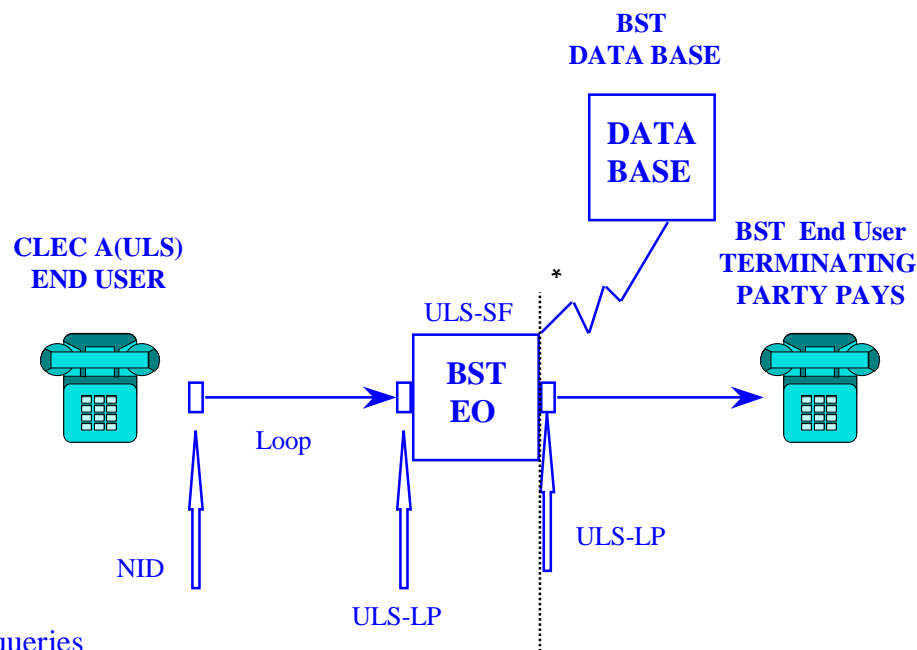 BST
DATA BASE
DATA
BASE
CLEC A(ULS)
END USER
BST End User
TERMINATING
PARTY PAYS
*
ULS-SF
BST
EO
Loop
NID
ULS-LP
ULS-LP
queries